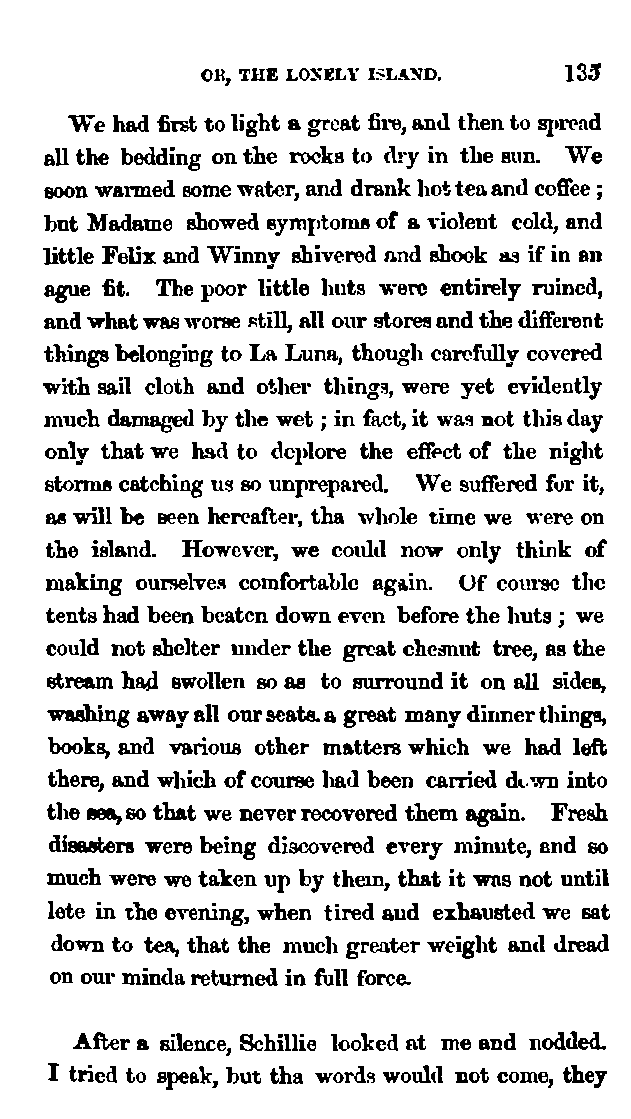 OR, THE LONELY ISLAND. 135
We had first to light a great fire, and then to spread
all the bedding on the rocks to dry in the sun. We
soon warmed some water, and drank hot tea and coffee;
but Madame showed symptoms of a violent cold, and
little Felix and Winny shivered and shook as if in an
ague fit. The poor little huts were entirely ruined,
and what was worse still, all our stores and the different
things belonging to La Luna, though carefully covered
with sail cloth and other things, were yet evidently
much damaged by the wet; in fact, it was not this day
only that we had to deplore the effect of the night
storms catching us so unprepared. We suffered for it,
as will be seen hereafter, the whole time we were on
the island. However, we could now only think of
making ourselves comfortable again. Of course the
tents had been beaten down even before the huts; we
could not shelter under the great chesnut tree, as the
stream had swollen so as to surround it on all sides,
washing away all our seats. a great many dinner things,
books, and various other matters which we had left
there, and which of course had been carried down into
the sea, so that we never recovered them again. Fresh
disasters were being discovered every minute, and so
much were we taken up by them, that it was not until
late in the evening, when tired and exhausted we sat
down to tea, that the much greater weight and dread
on our minds returned in full force.
After a silence, Schillie looked at me and nodded.
I tried to speak, but the words would not come, they